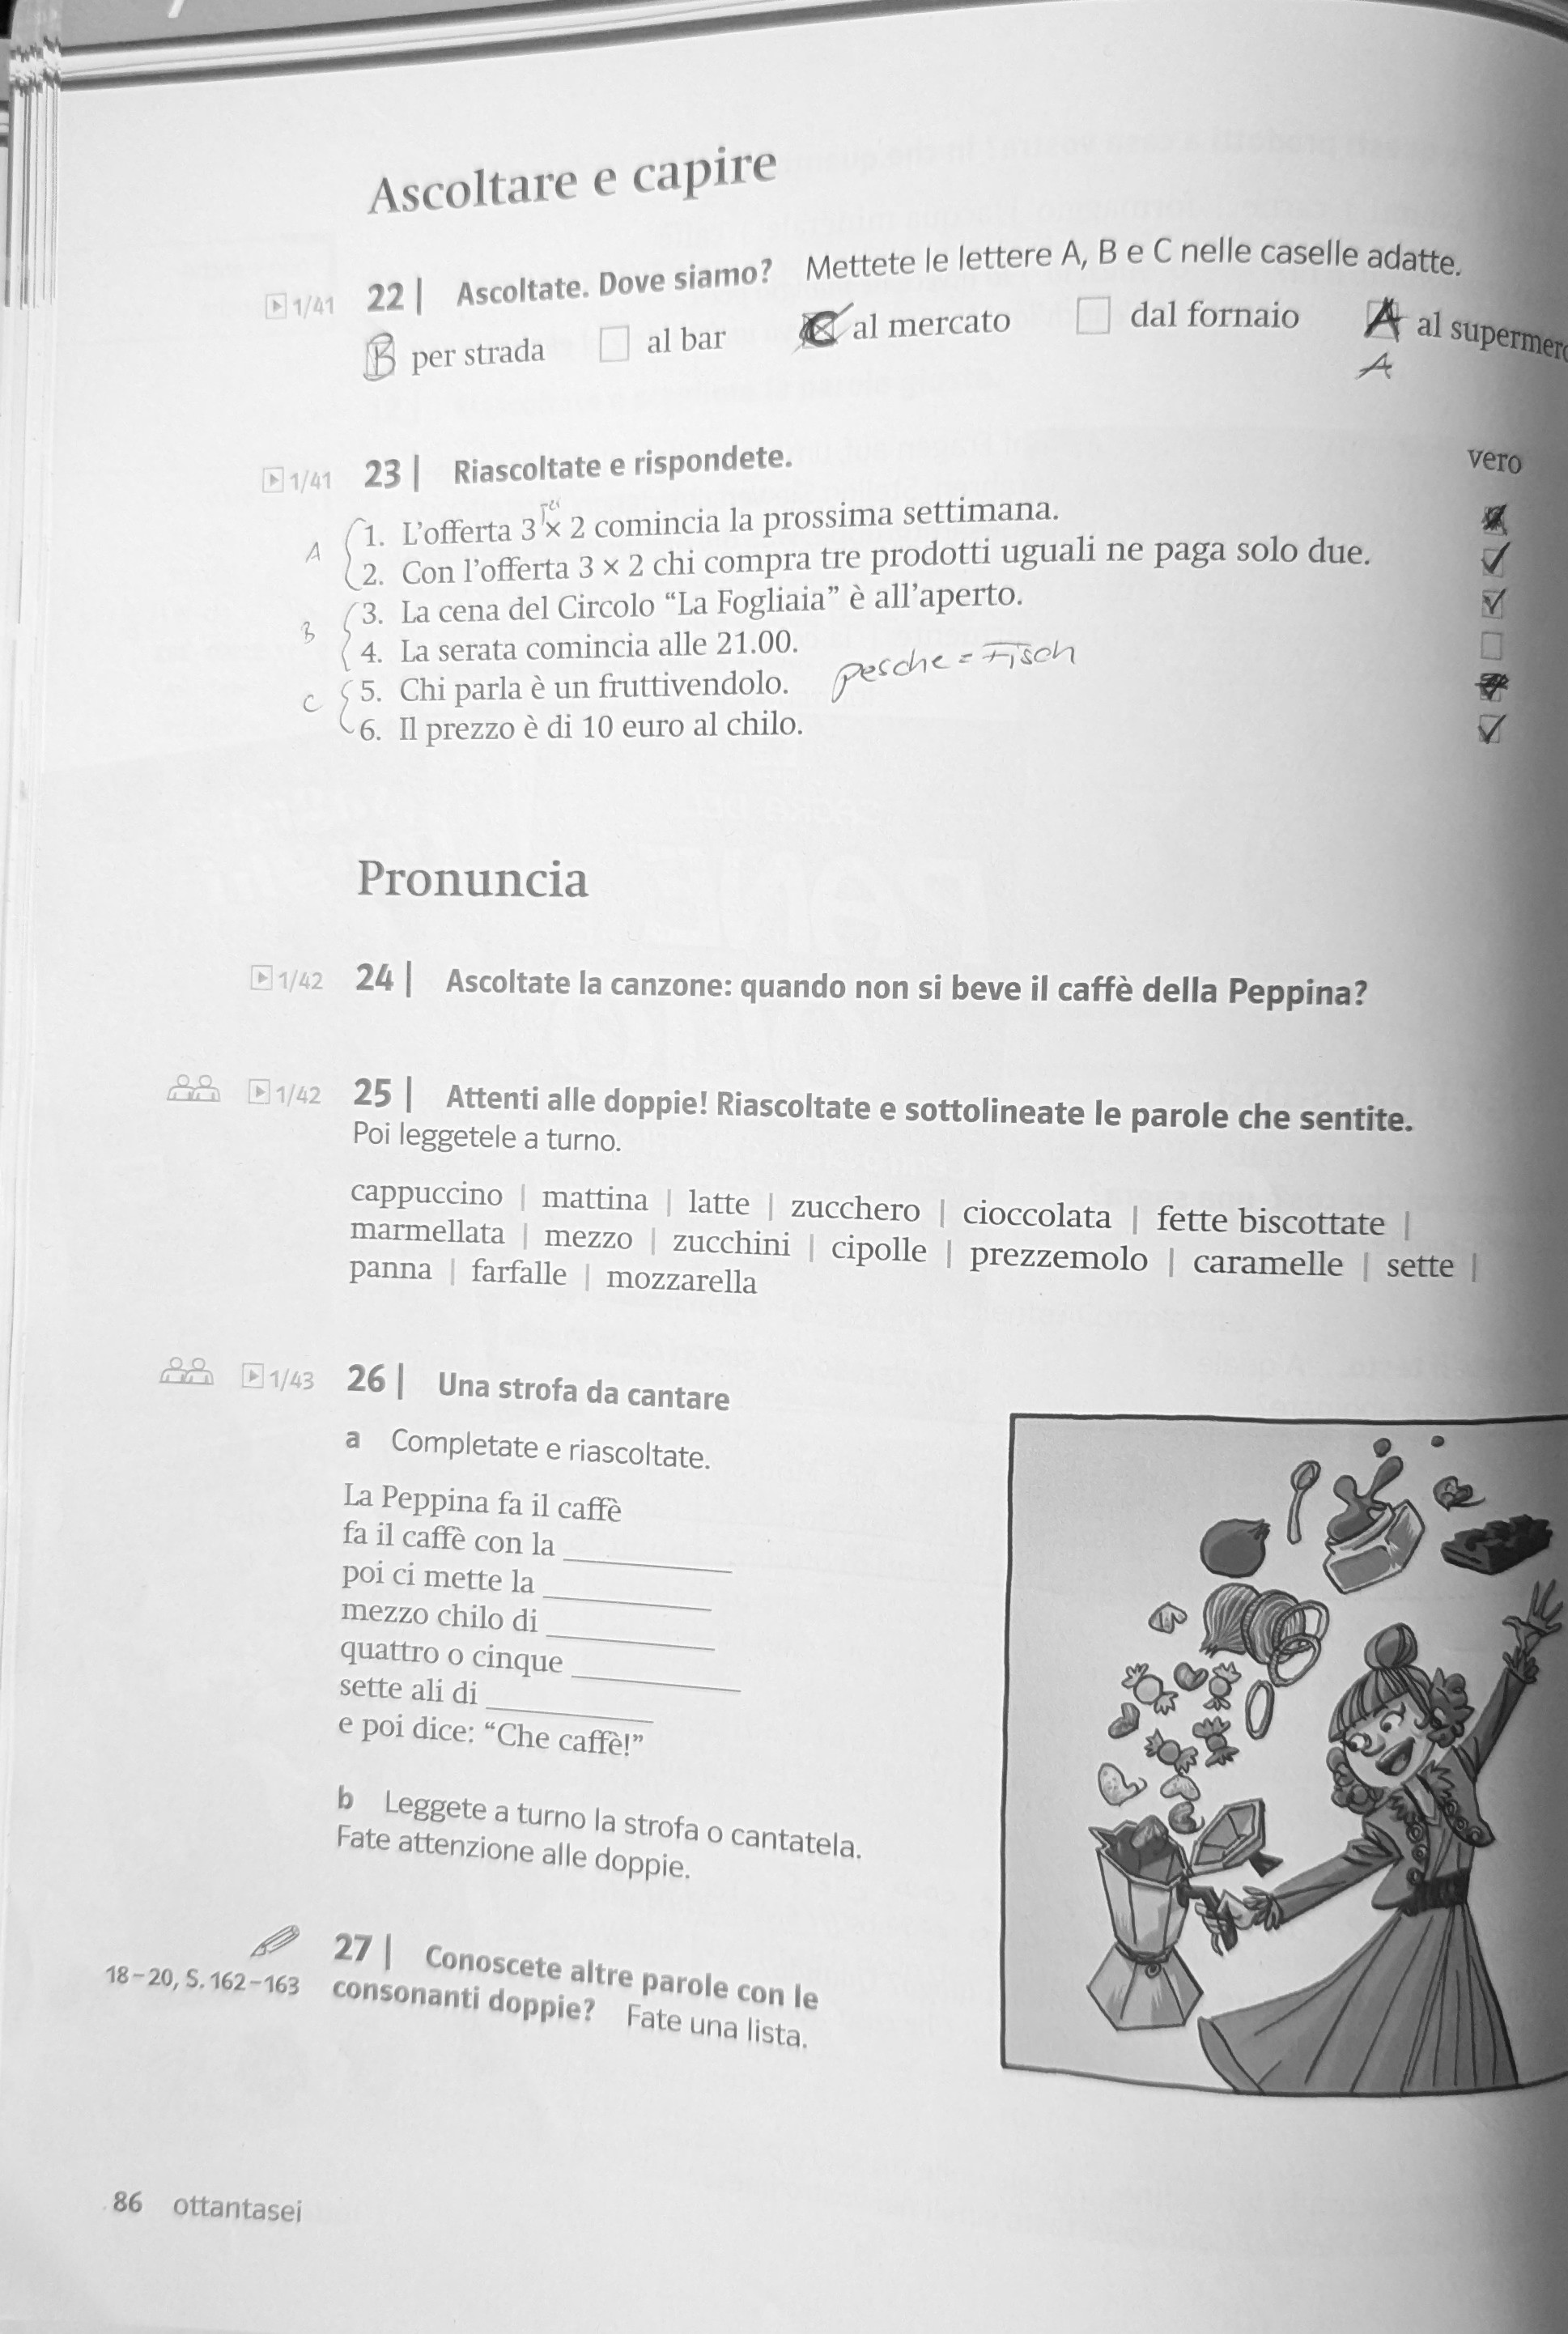 Ascoltare e capire
1/41 22 | Ascoltate. Dove siamo? Mettete le lettere A, B e C nelle caselle adatte.
B per strada al bar C al mercato dal fornaio A al supermerc
A
1/41 23 | Riascoltate e rispondete. vero
A 1. L'offerta 3 × 2 comincia la prossima settimana.
2. Con l'offerta 3 × 2 chi compra tre prodotti uguali ne paga solo due.
B 3. La cena del Circolo “La Fogliaia” è all'aperto.
4. La serata comincia alle 21.00.
C 5. Chi parla è un fruttivendolo. pesche = Fisch
6. Il prezzo è di 10 euro al chilo.
Pronuncia
1/42 24 | Ascoltate la canzone: quando non si beve il caffè della Peppina?
1/42 25 | Attenti alle doppie! Riascoltate e sottolineate le parole che sentite.
Poi leggetele a turno.
cappuccino | mattina | latte | zucchero | cioccolata | fette biscottate |
marmellata | mezzo | zucchini | cipolle | prezzemolo | caramelle | sette |
panna | farfalle | mozzarella
1/43 26 | Una strofa da cantare
a Completate e riascoltate.
La Peppina fa il caffè
fa il caffè con la
poi ci mette la
mezzo chilo di
quattro o cinque
sette ali di
e poi dice: “Che caffè!”
b Leggete a turno la strofa o cantatela.
Fate attenzione alle doppie.
27 | Conoscete altre parole con le
18–20, S. 162–163 consonanti doppie? Fate una lista.
86 ottantasei